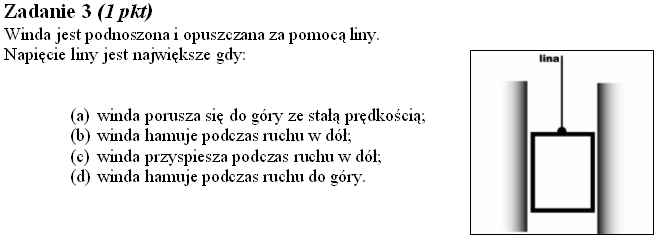 Zadanie 3 (1 pkt)
Winda jest podnoszona i opuszczana za pomocą liny.
Napięcie liny jest największe gdy:
lina
(a) winda porusza się do góry ze stałą prędkością;
(b) winda hamuje podczas ruchu w dół;
(c) winda przyspiesza podczas ruchu w dół;
(d) winda hamuje podczas ruchu do góry.